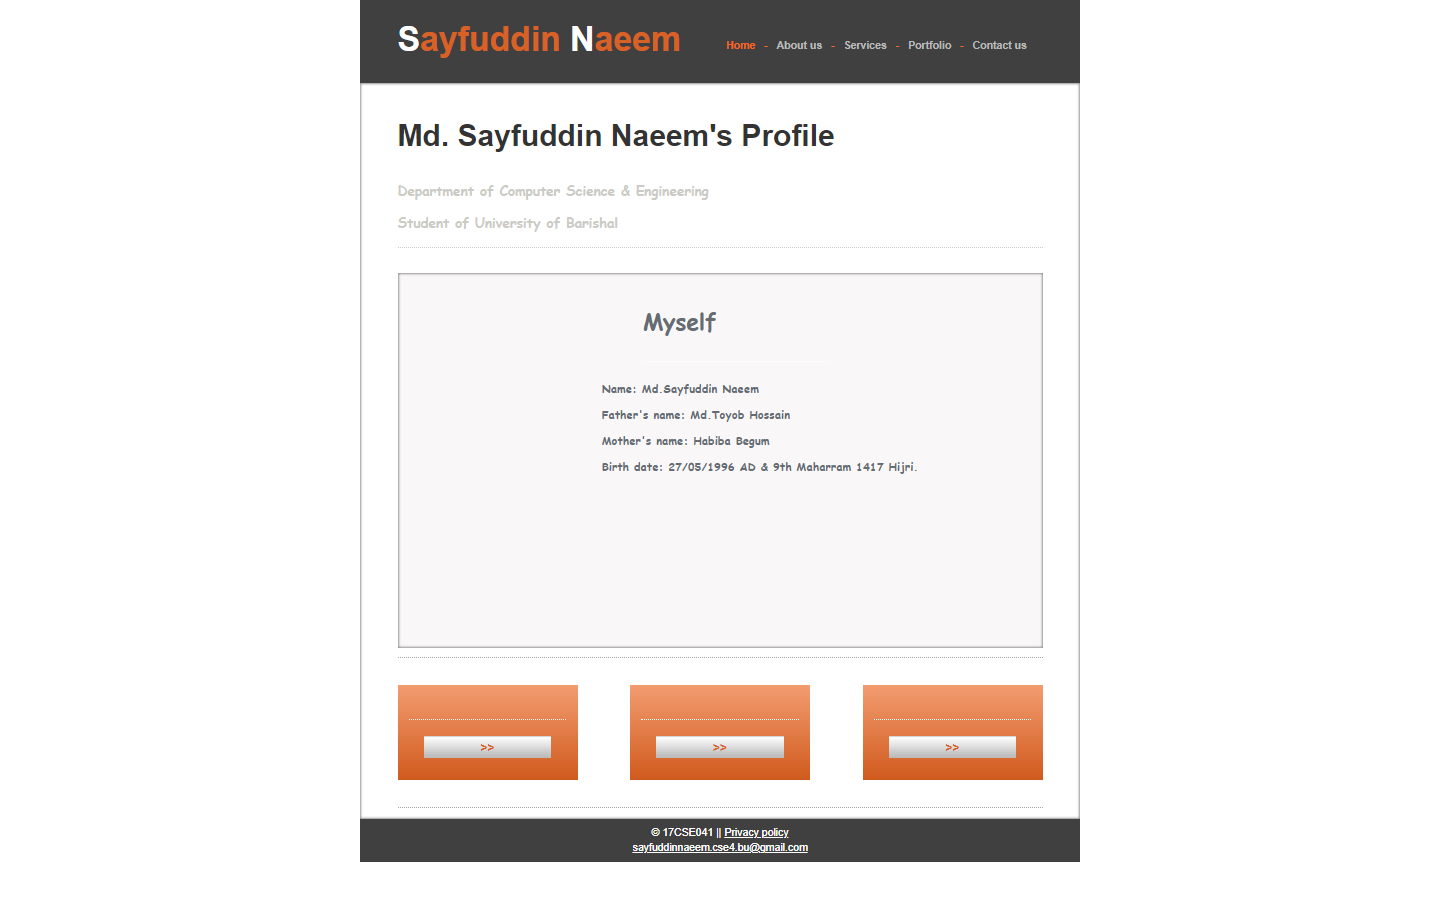 Sayfuddin Naeem
Home - About us - Services - Portfolio - Contact us
Md. Sayfuddin Naeem's Profile
Department of Computer Science & Engineering
Student of University of Barishal
Myself
Name: Md.Sayfuddin Naeem
Father's name: Md.Toyob Hossain
Mother's name: Habiba Begum
Birth date: 27/05/1996 AD & 9th Maharram 1417 Hijri.
>> >> >>
© 17CSE041 || Privacy policy
sayfuddinnaeem.cse4.bu@gmail.com